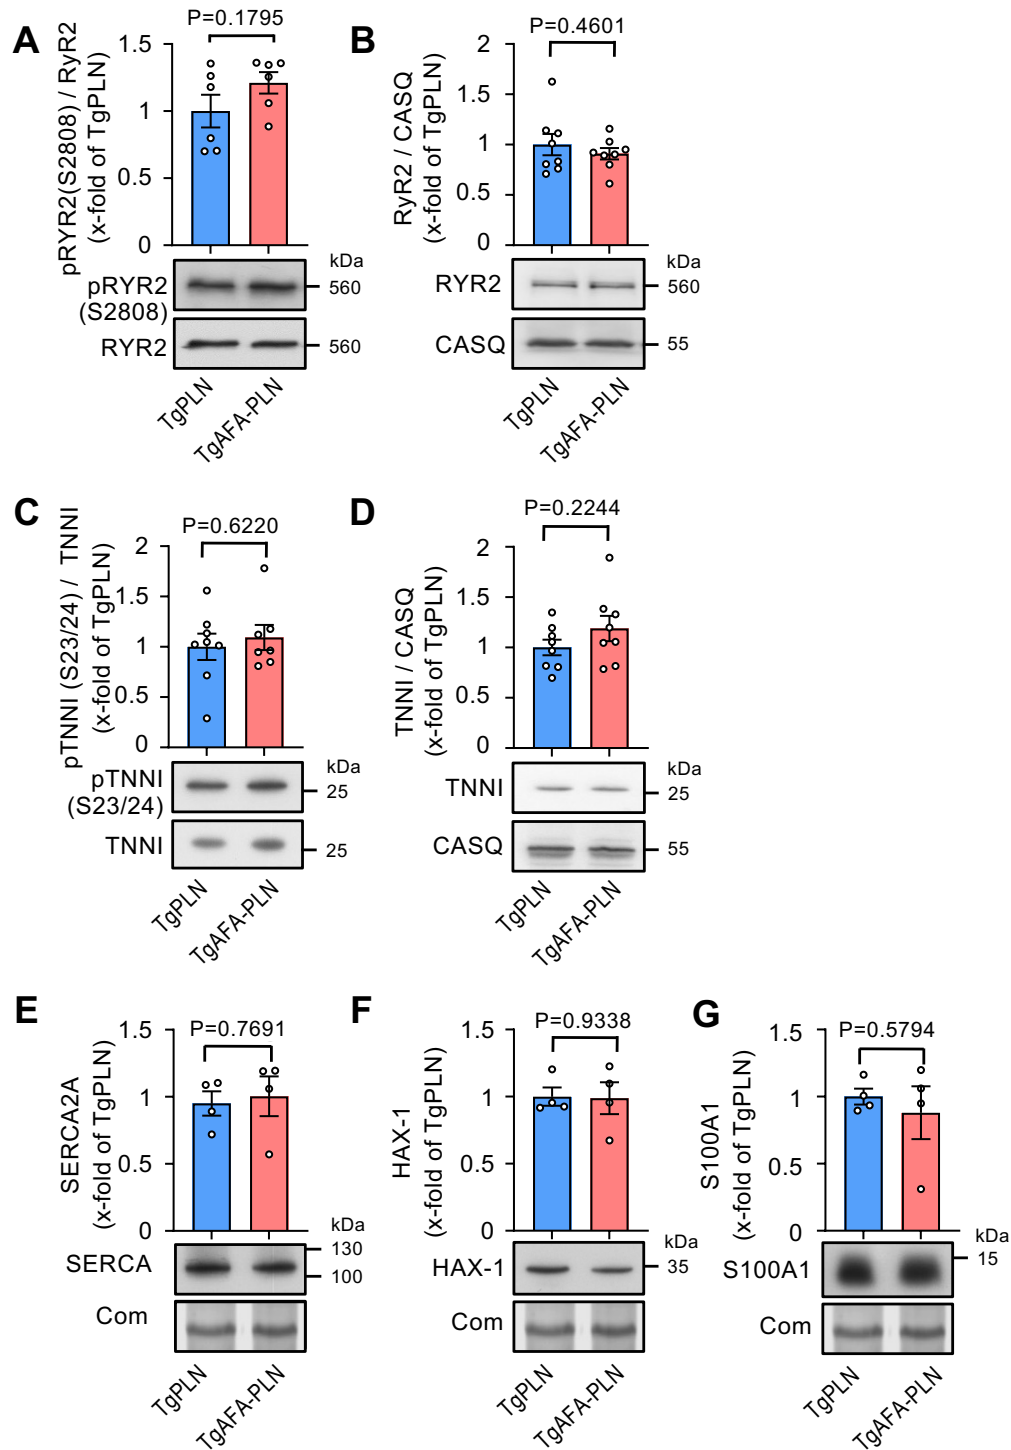 A
pRYR2(S2808) / RyR2
(x-fold of TgPLN)
P=0.1795
1.5
1
0.5
0
kDa
pRYR2
(S2808)
560
RYR2
560
TgPLN
TgAFA-PLN
B
RyR2 / CASQ
(x-fold of TgPLN)
P=0.4601
2
1.5
1
0.5
0
kDa
RYR2
560
CASQ
55
TgPLN
TgAFA-PLN
C
pTNNI (S23/24) / TNNI
(x-fold of TgPLN)
P=0.6220
2
1.5
1
0.5
0
kDa
pTNNI
(S23/24)
25
TNNI
25
TgPLN
TgAFA-PLN
D
TNNI / CASQ
(x-fold of TgPLN)
P=0.2244
2
1.5
1
0.5
0
kDa
TNNI
25
CASQ
55
TgPLN
TgAFA-PLN
E
SERCA2A
(x-fold of TgPLN)
P=0.7691
1.5
1
0.5
0
kDa
130
SERCA
100
Com
TgPLN
TgAFA-PLN
F
HAX-1
(x-fold of TgPLN)
P=0.9338
1.5
1
0.5
0
kDa
HAX-1
35
Com
TgPLN
TgAFA-PLN
G
S100A1
(x-fold of TgPLN)
P=0.5794
1.5
1
0.5
0
kDa
15
S100A1
Com
TgPLN
TgAFA-PLN